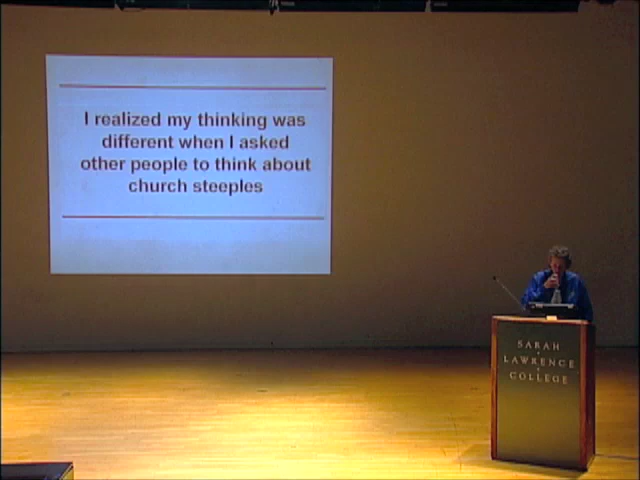 I realized my thinking was
different when I asked
other people to think about
church steeples
SARAH
LAWRENCE
COLLEGE